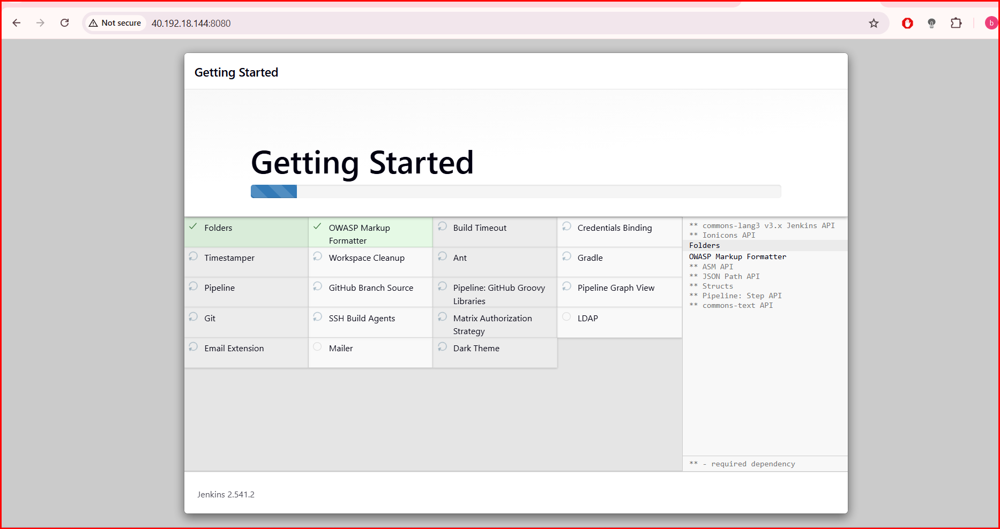 Not secure
40.192.18.144:8080
b
Getting Started
Getting Started
Folders
OWASP Markup
Formatter
Build Timeout
Credentials Binding
Timestamper
Workspace Cleanup
Ant
Gradle
Pipeline
GitHub Branch Source
Pipeline: GitHub Groovy
Libraries
Pipeline Graph View
Git
SSH Build Agents
Matrix Authorization
Strategy
LDAP
Email Extension
Mailer
Dark Theme
** commons-lang3 v3.x Jenkins API
** Ionicons API
Folders
OWASP Markup Formatter
** ASM API
** JSON Path API
** Structs
** Pipeline: Step API
** commons-text API
** - required dependency
Jenkins 2.541.2